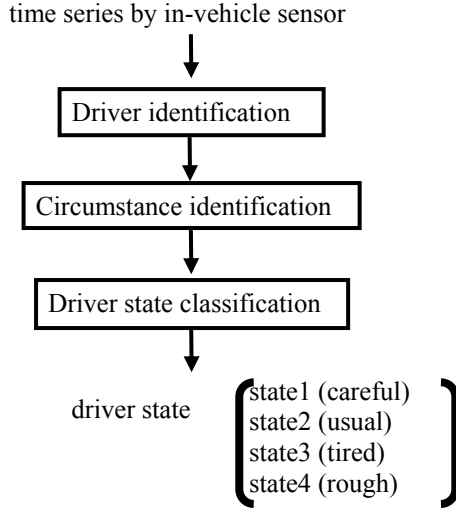 time series by in-vehicle sensor
Driver identification
Circumstance identification
Driver state classification
driver state
state1 (careful)
state2 (usual)
state3 (tired)
state4 (rough)